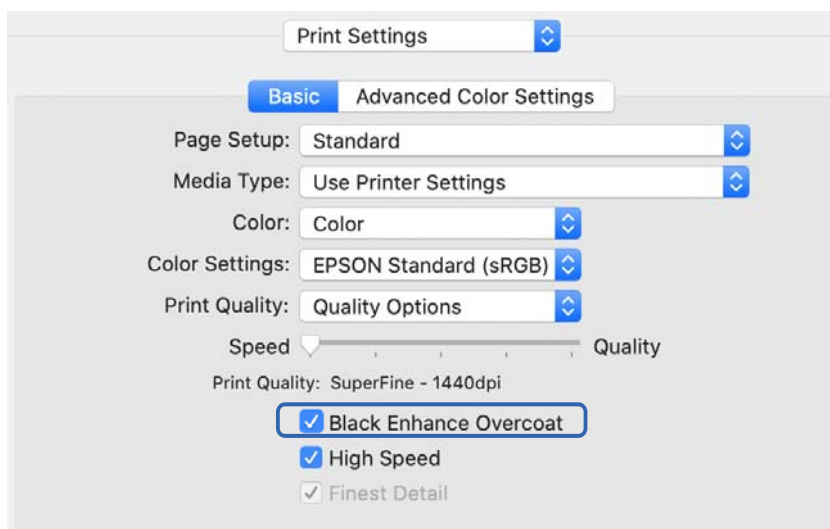 Print Settings
Basic Advanced Color Settings
Page Setup: Standard
Media Type: Use Printer Settings
Color: Color
Color Settings: EPSON Standard (sRGB)
Print Quality: Quality Options
Speed Quality
Print Quality: SuperFine - 1440dpi
Black Enhance Overcoat
High Speed
Finest Detail